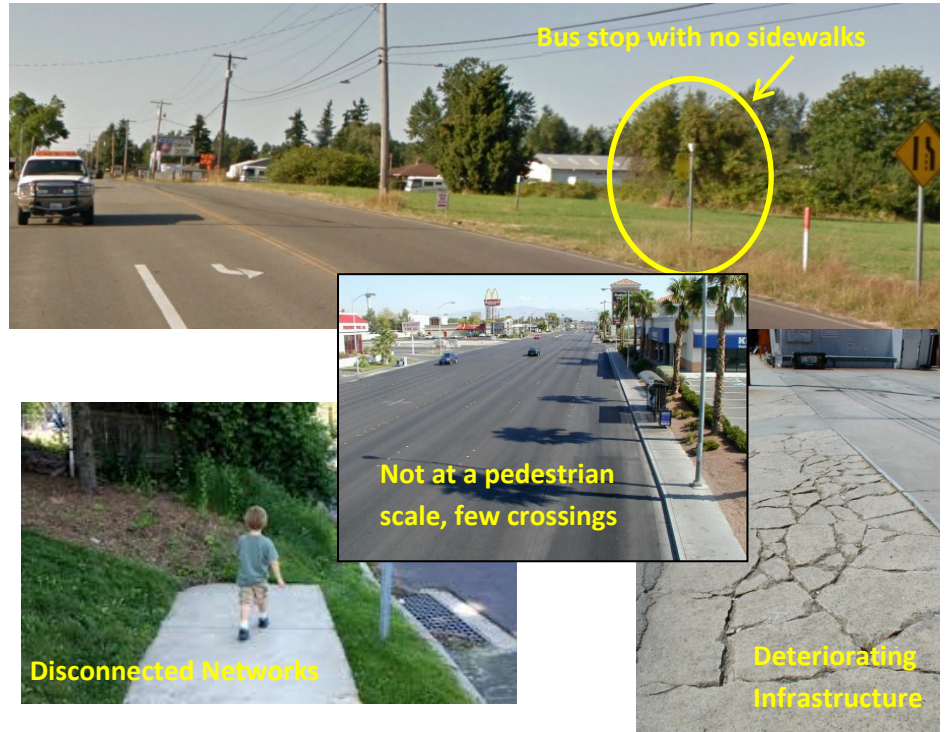 Bus stop with no sidewalks
Not at a pedestrian
scale, few crossings
Disconnected Networks
Deteriorating
Infrastructure